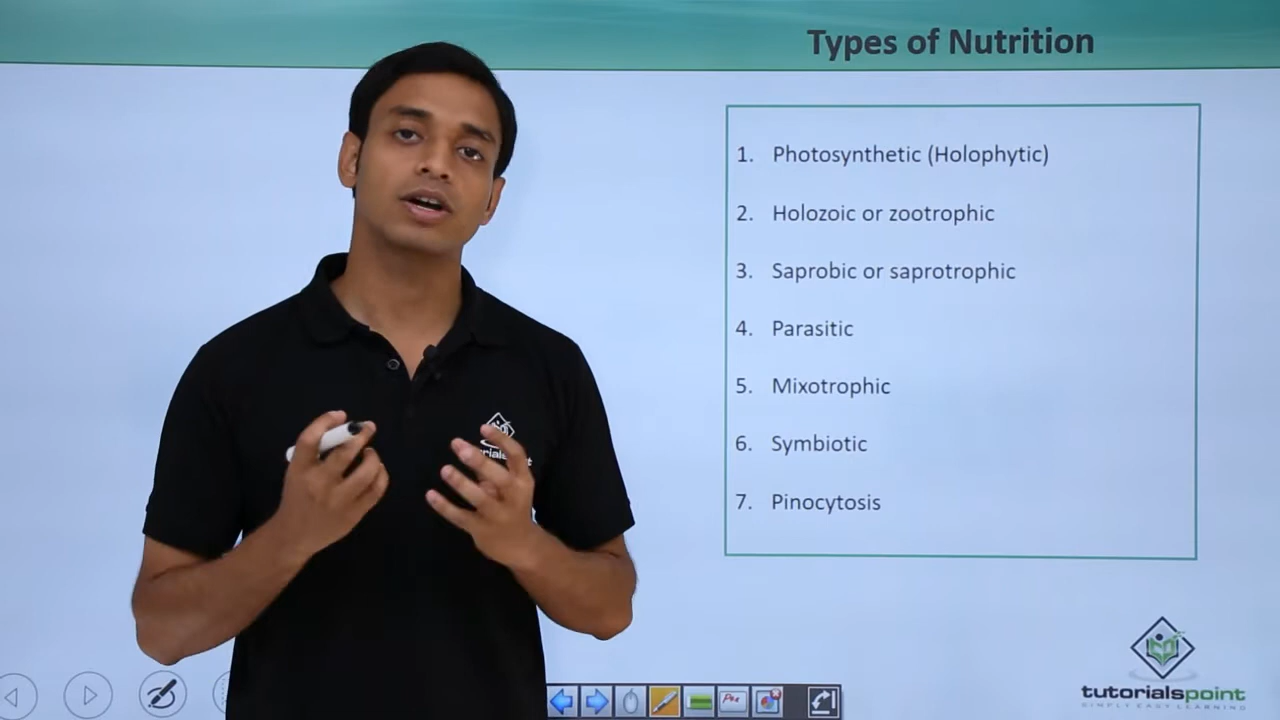 Types of Nutrition
1. Photosynthetic (Holophytic)
2. Holozoic or zootrophic
3. Saprobic or saprotrophic
4. Parasitic
5. Mixotrophic
6. Symbiotic
7. Pinocytosis
tutorialspoint
SIMPLY EASY LEARNING